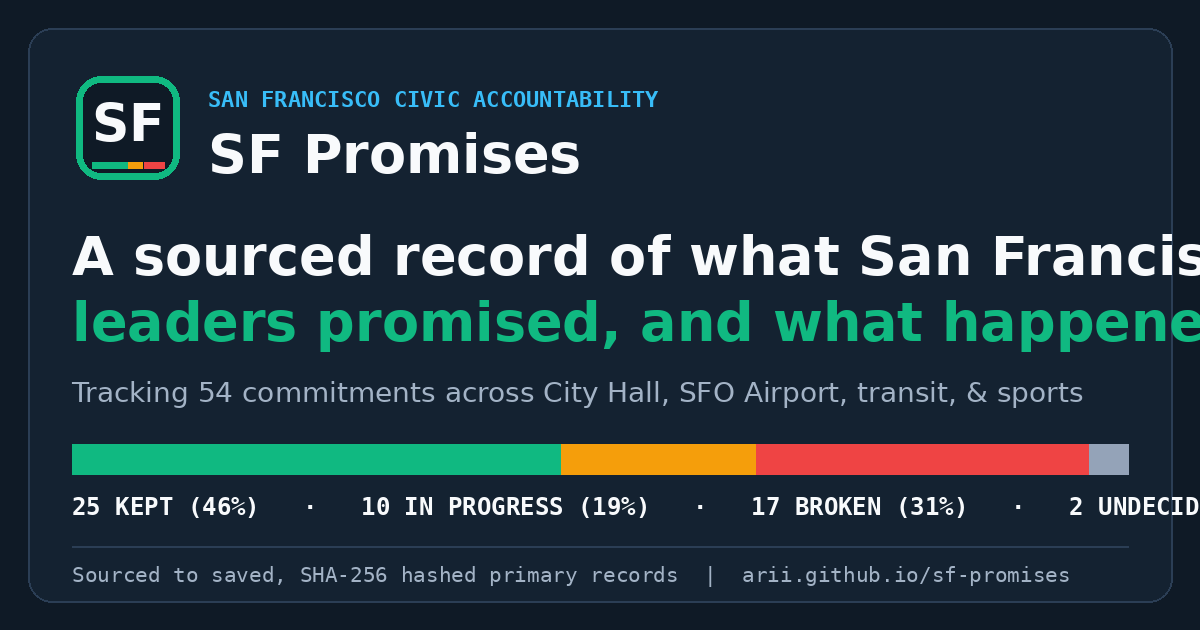 SF
SAN FRANCISCO CIVIC ACCOUNTABILITY
SF Promises
A sourced record of what San Francis
leaders promised, and what happene
Tracking 54 commitments across City Hall, SFO Airport, transit, & sports
25 KEPT (46%) · 10 IN PROGRESS (19%) · 17 BROKEN (31%) · 2 UNDECID
Sourced to saved, SHA-256 hashed primary records | arii.github.io/sf-promises